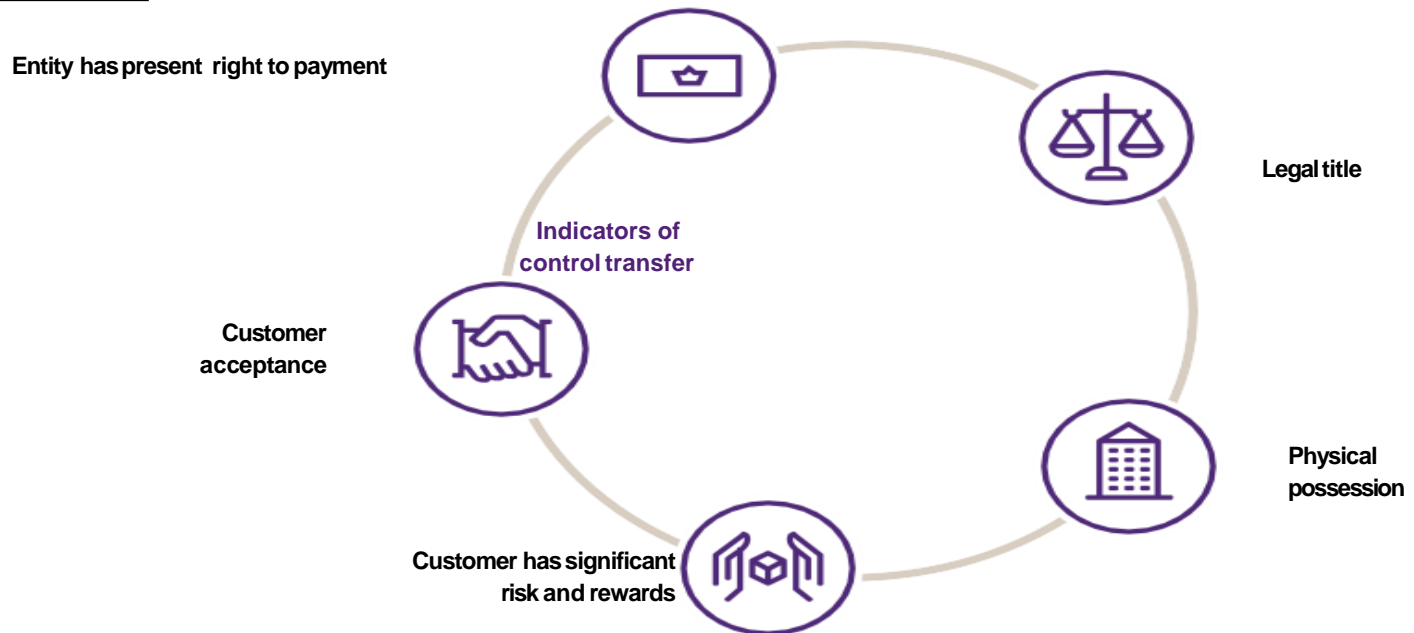 Entity has present right to payment
Legal title
Indicators of
control transfer
Customer
acceptance
Physical
possession
Customer has significant
risk and rewards